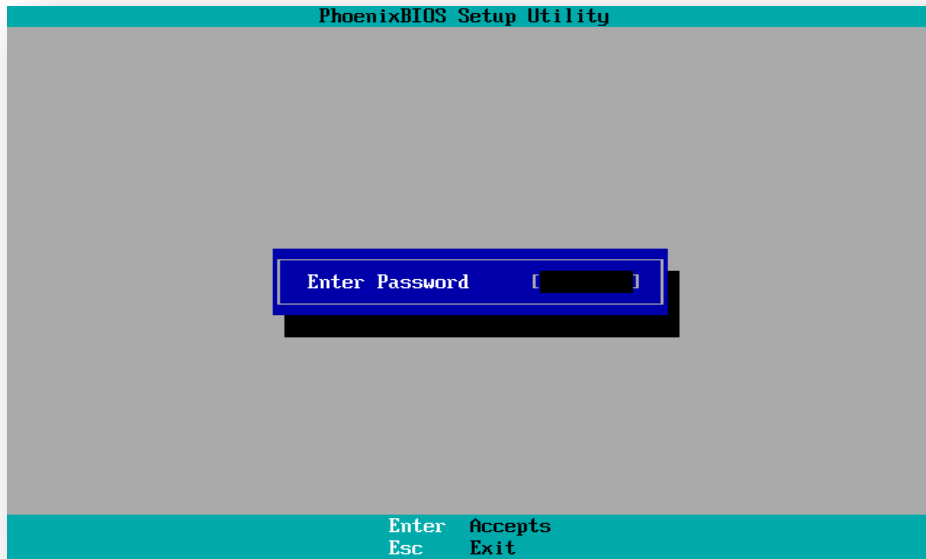 PhoenixBIOS Setup Utility
Enter Password [ ]
Enter Accepts
Esc Exit